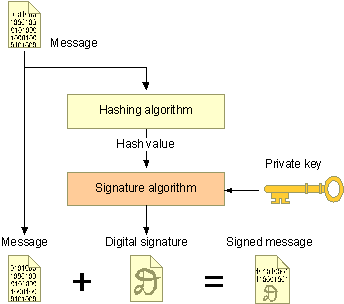 Message
Hashing algorithm
Hash value
Private key
Signature algorithm
Message
Digital signature
Signed message
+
=